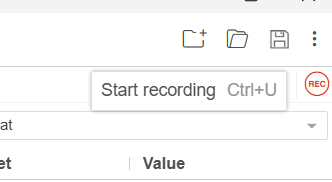 REC
Start recording Ctrl+U
at
et Value